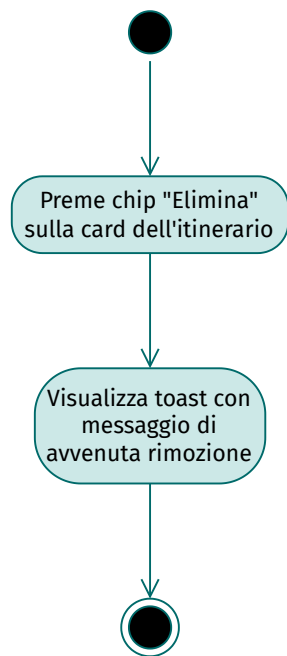 Preme chip "Elimina"
sulla card dell'itinerario
Visualizza toast con
messaggio di
avvenuta rimozione